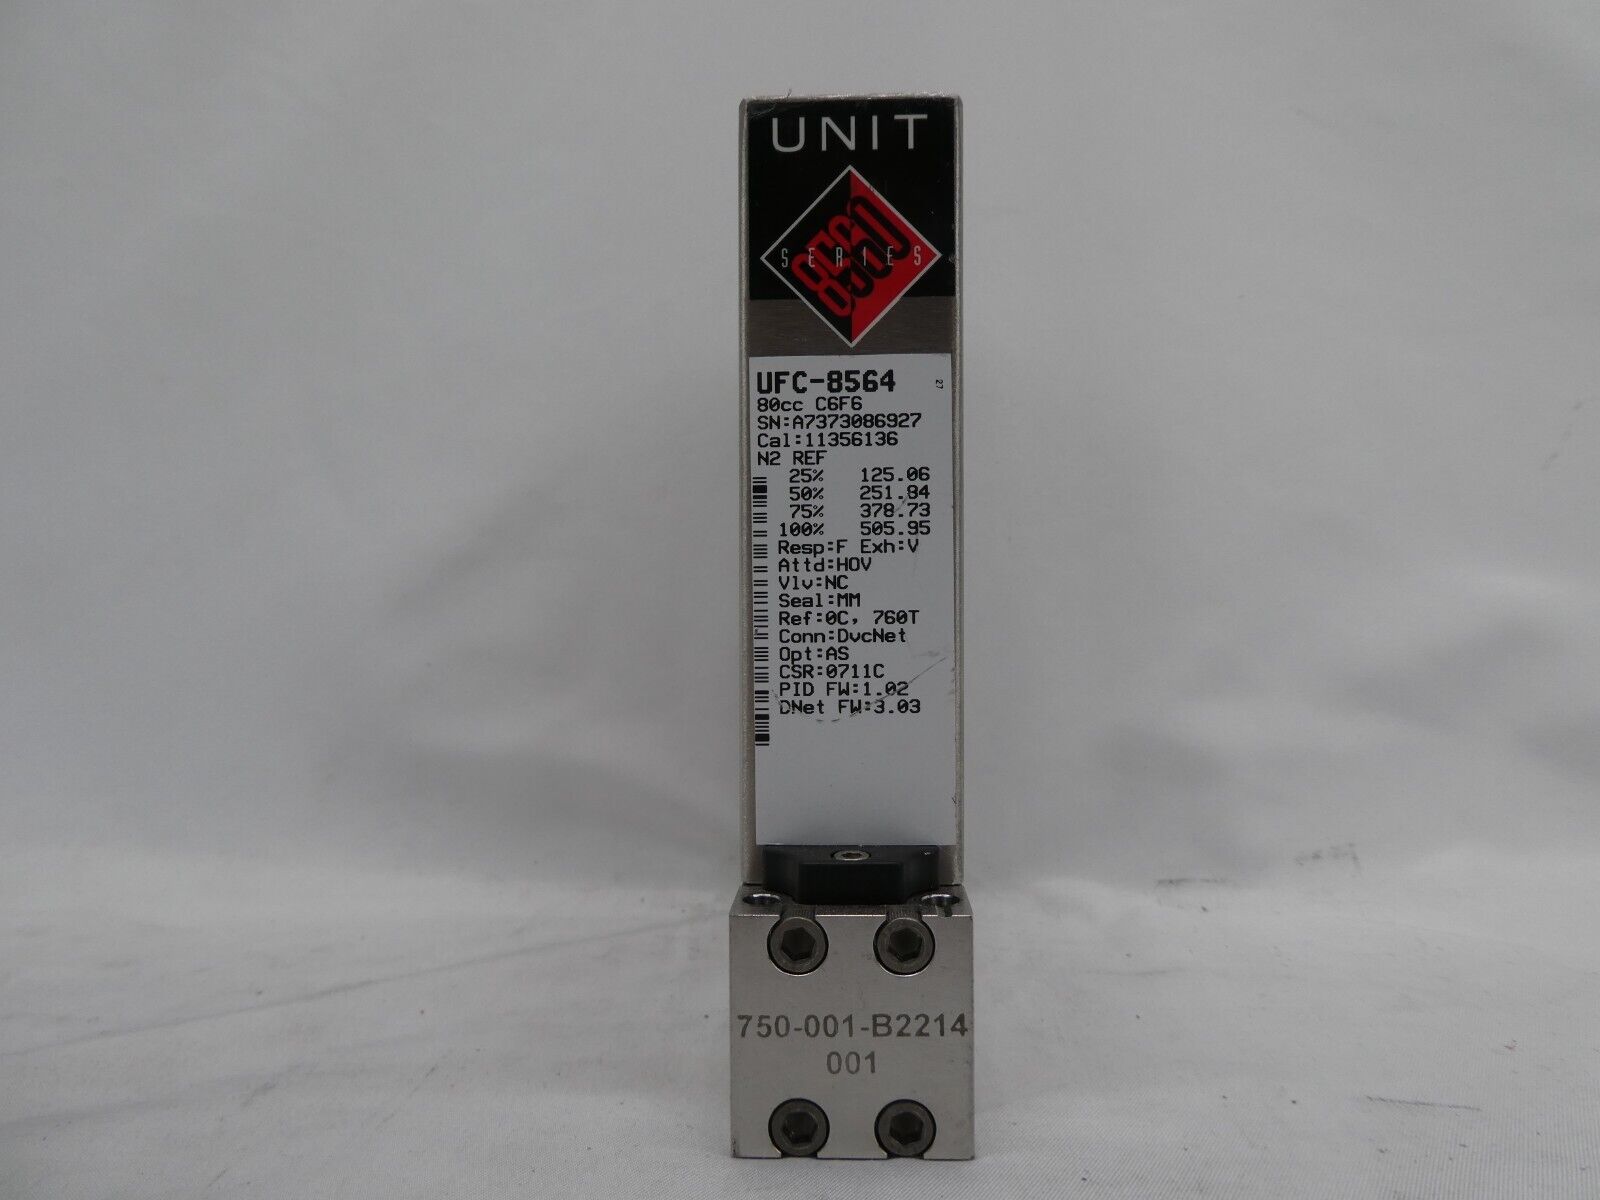 UNIT
8560
SERIES
UFC-8564 27
80cc C6F6
SN:A7373086927
Cal:11356136
N2 REF
25% 125.06
50% 251.84
75% 378.73
100% 505.95
Resp:F Exh:V
Attd:HOV
Vlv:NC
Seal:MM
Ref:0C, 760T
Conn:DvcNet
Opt:AS
CSR:0711C
PID FW:1.02
DNet FW:3.03
750-001-B2214
001